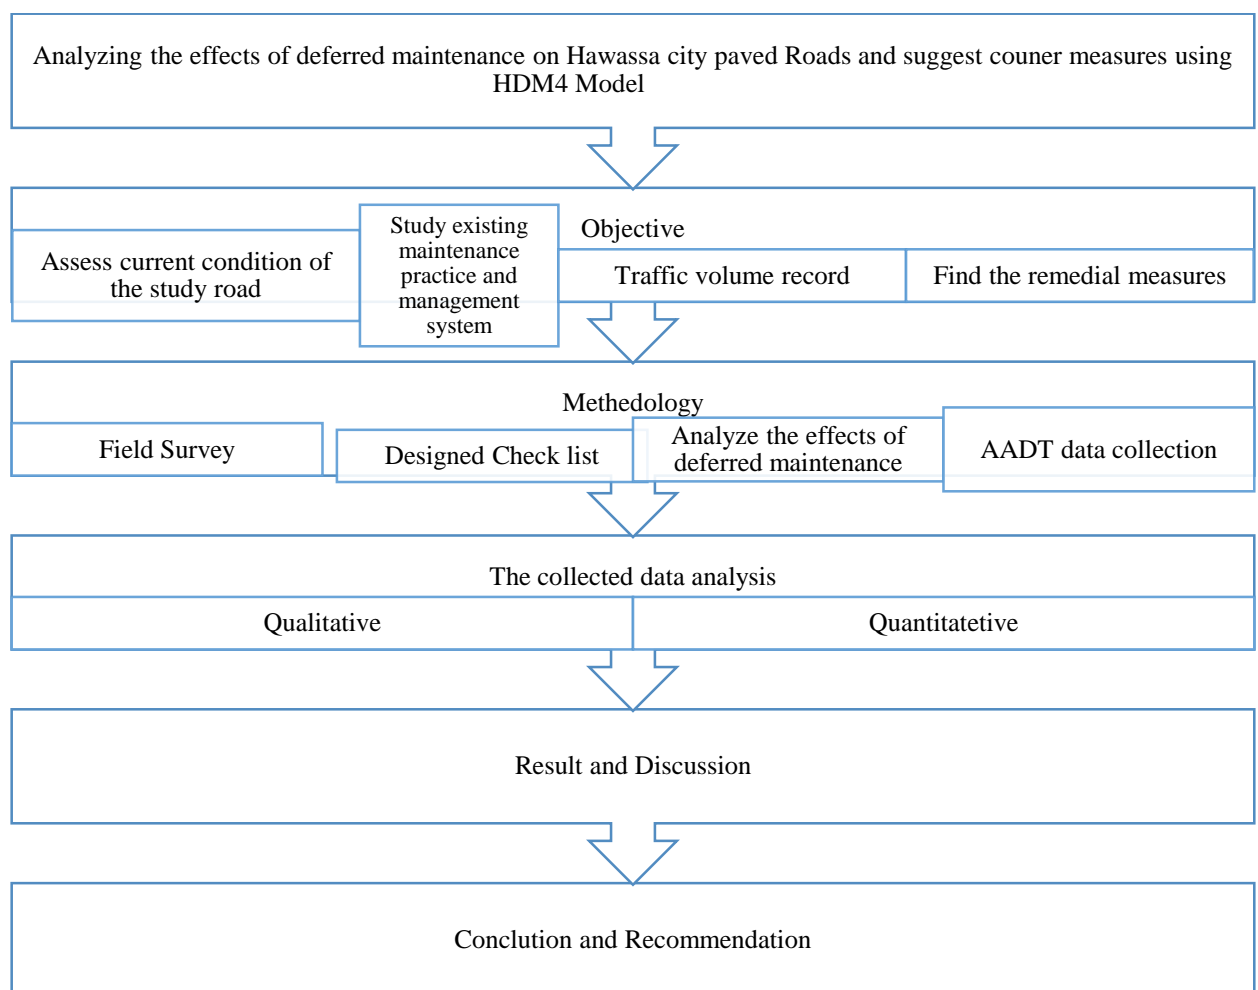 Analyzing the effects of deferred maintenance on Hawassa city paved Roads and suggest couner measures using
HDM4 Model
Objective
Assess current condition of
the study road
Study existing
maintenance
practice and
management
system
Traffic volume record
Find the remedial measures
Methedology
Field Survey
Designed Check list
Analyze the effects of
deferred maintenance
AADT data collection
The collected data analysis
Qualitative
Quantitatetive
Result and Discussion
Conclution and Recommendation